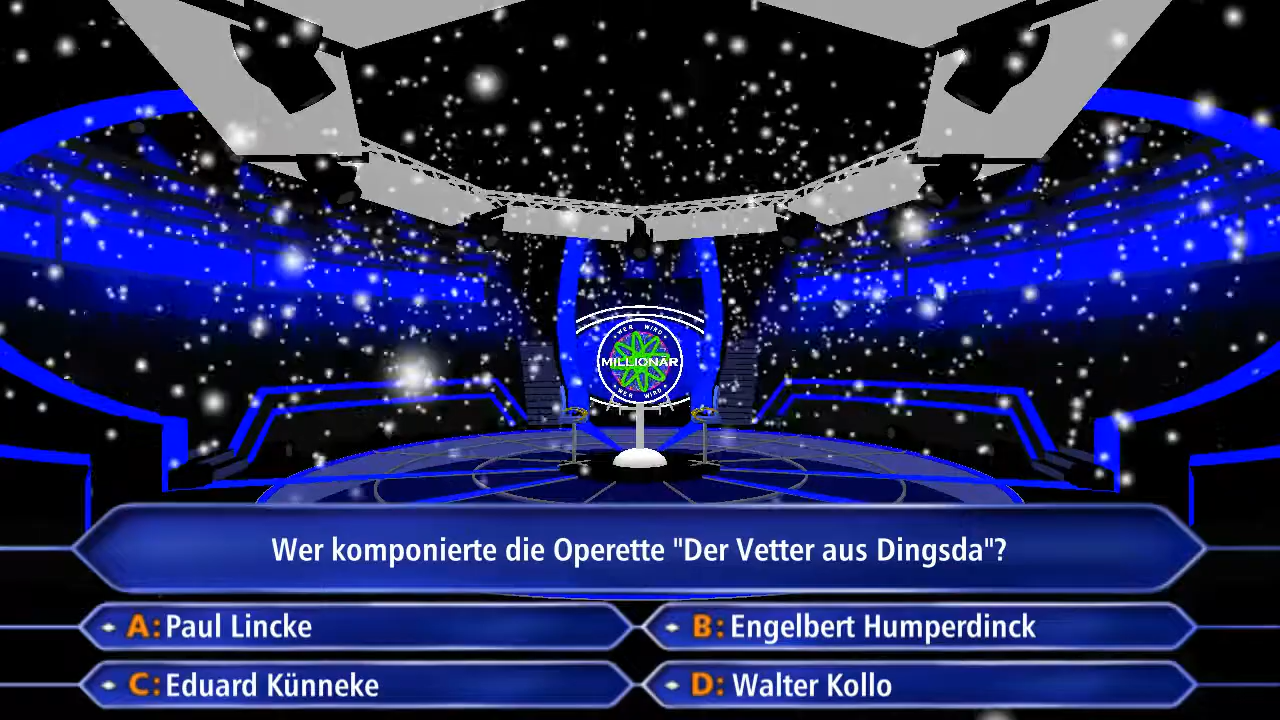 WER WIRD
MILLIONÄR
WER WIRD
Wer komponierte die Operette "Der Vetter aus Dingsda"?
A: Paul Lincke
B: Engelbert Humperdinck
C: Eduard Künneke
D: Walter Kollo